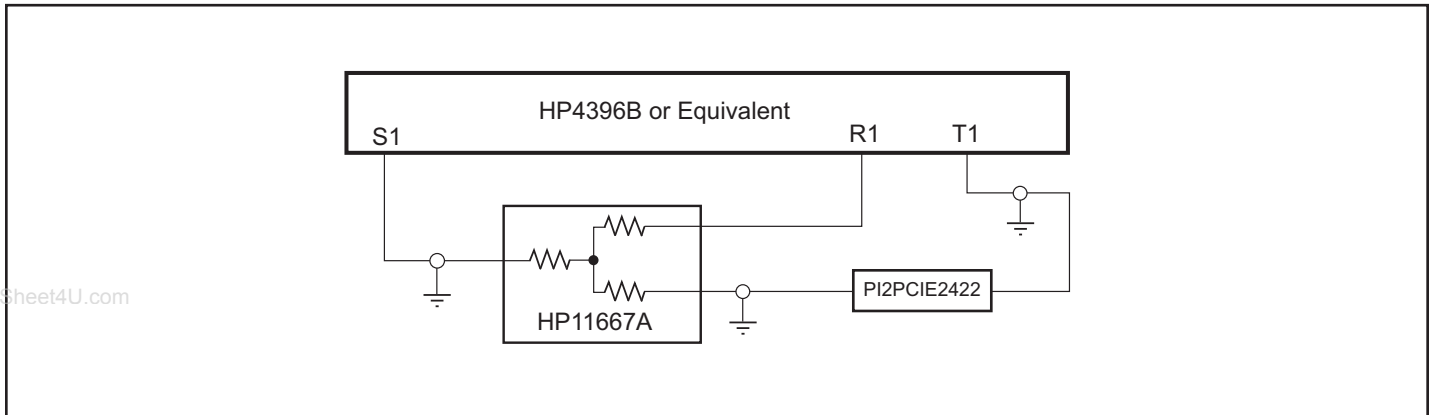 HP4396B or Equivalent
S1
R1
T1
HP11667A
PI2PCIE2422
Sheet4U.com